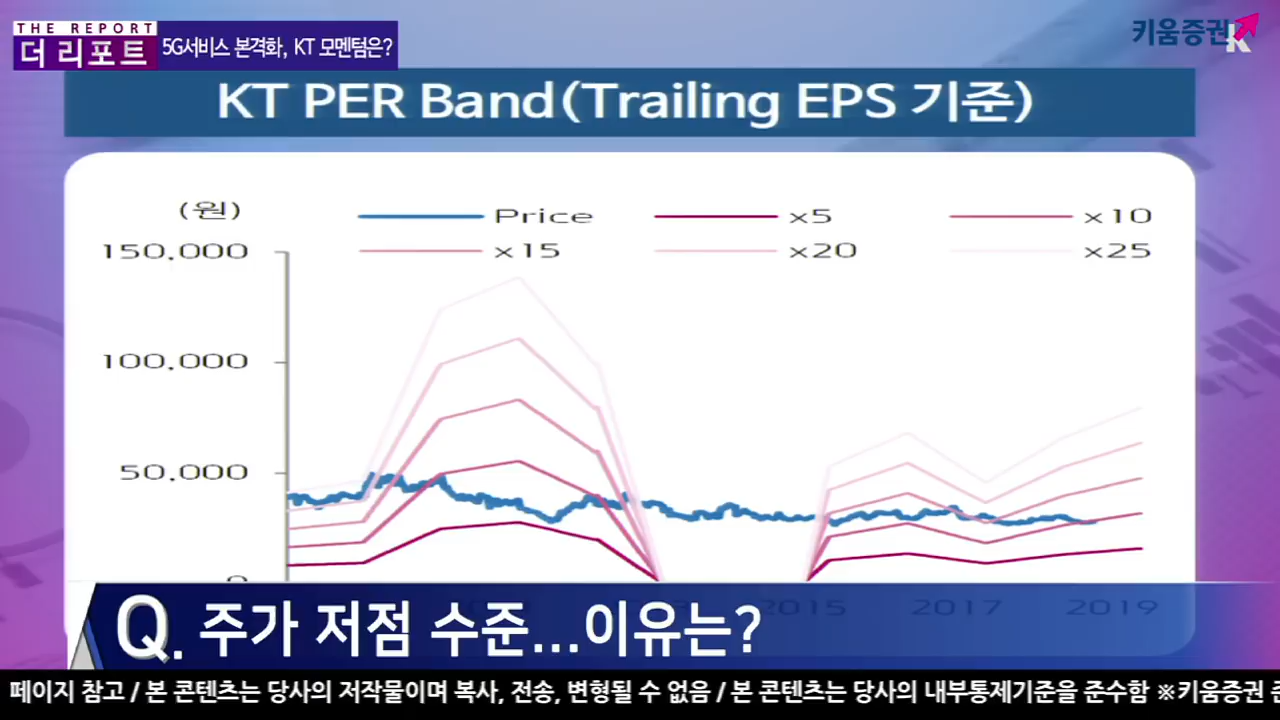 THE REPORT
더 리포트
5G서비스 본격화, KT 모멘텀은?
키움증권
KT PER Band(Trailing EPS 기준)
(원)
Price
x5
x10
x15
x20
x25
150,000
100,000
50,000
0
2015
2017
2019
Q. 주가 저점 수준...이유는?
페이지 참고 / 본 콘텐츠는 당사의 저작물이며 복사, 전송, 변형될 수 없음 / 본 콘텐츠는 당사의 내부통제기준을 준수함 ※키움증권